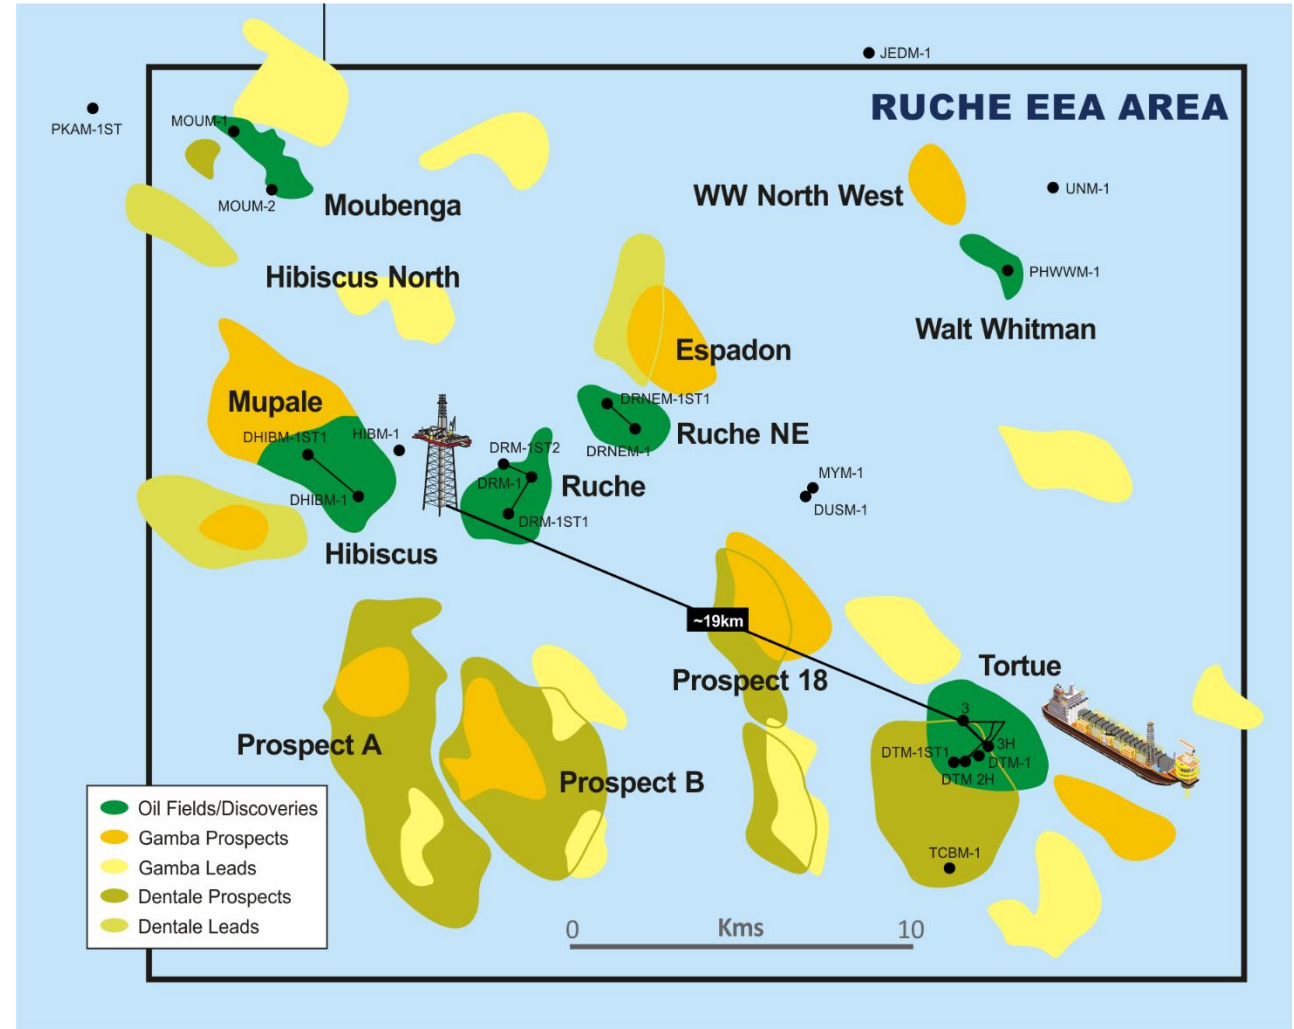 JEDM-1
RUCHE EEA AREA
PKAM-1ST
MOUM-1
MOUM-2
Moubenga
WW North West
UNM-1
Hibiscus North
PHWWM-1
Walt Whitman
Espadon
Mupale
DRNEM-1ST1
DHIBM-1ST1
HIBM-1
Ruche NE
DRM-1ST2
DRNEM-1
DRM-1
Ruche
MYM-1
DHIBM-1
DUSM-1
DRM-1ST1
Hibiscus
~19km
Tortue
Prospect 18
3
Prospect A
3H
DTM-1ST1
DTM-1
DTM 2H
Prospect B
Oil Fields/Discoveries
Gamba Prospects
Gamba Leads
Dentale Prospects
Dentale Leads
TCBM-1
0 Kms 10